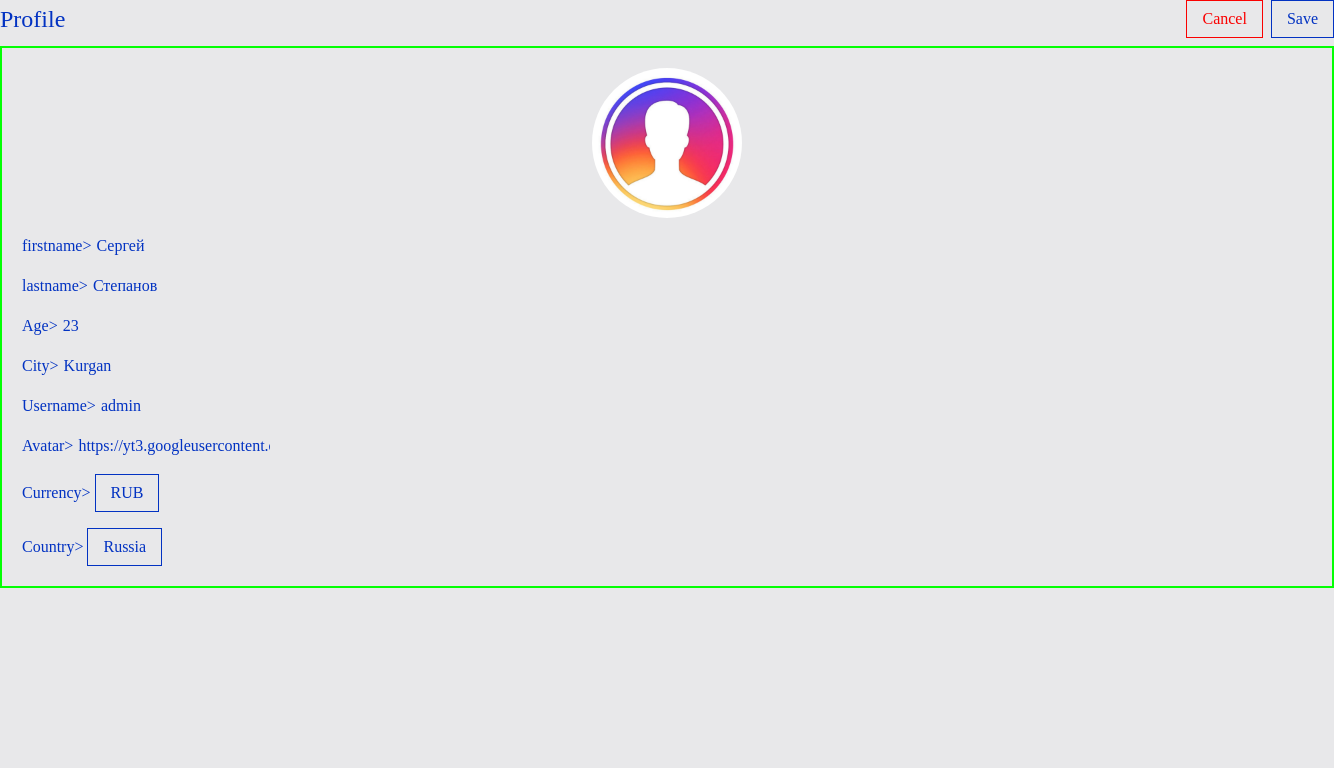 Profile
Cancel
Save
firstname> Сергей
lastname> Степанов
Age> 23
City> Kurgan
Username> admin
Avatar> https://yt3.googleusercontent.
Currency> RUB
Country> Russia